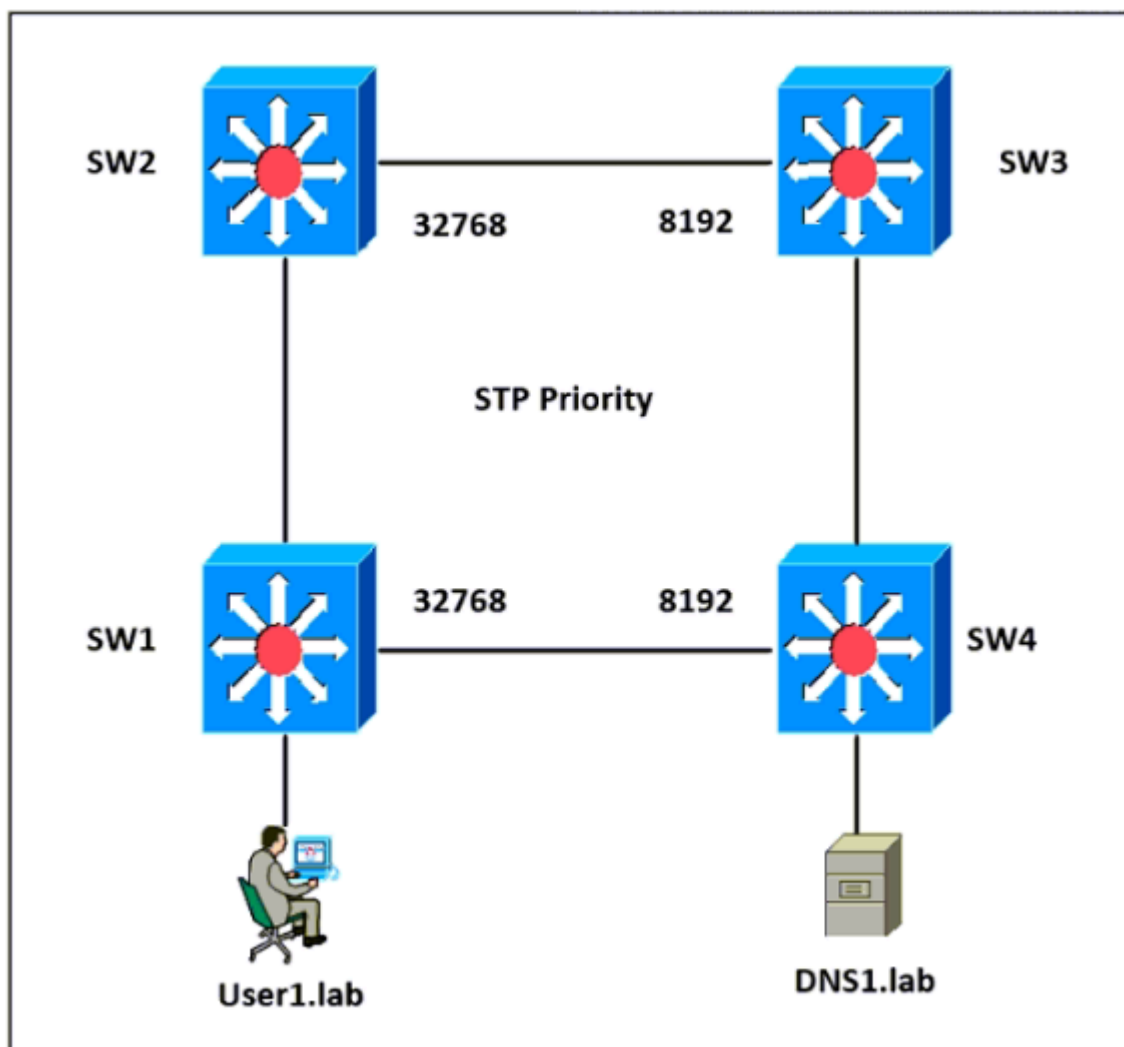 SW2
SW3
32768
8192
STP Priority
32768
8192
SW1
SW4
User1.lab
DNS1.lab